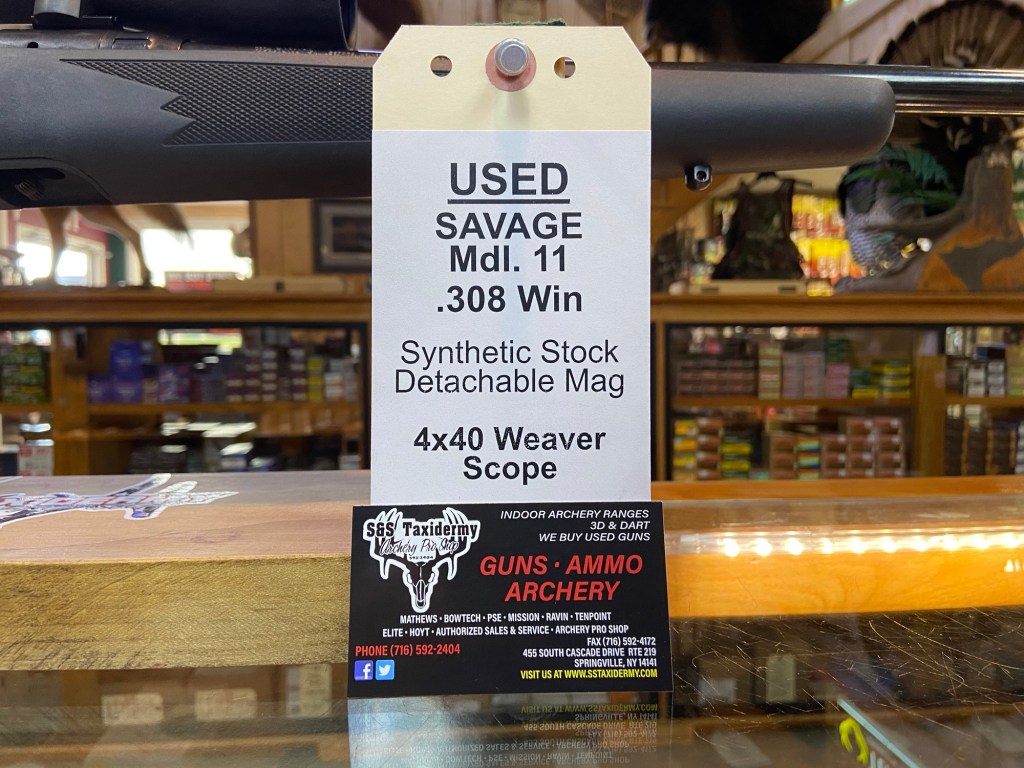 USED
SAVAGE
Mdl. 11
.308 Win
Synthetic Stock
Detachable Mag
4x40 Weaver
Scope
S&S Taxidermy
Archery Pro Shop
592-2404
INDOOR ARCHERY RANGES
3D & DART
WE BUY USED GUNS
GUNS · AMMO
ARCHERY
MATHEWS · BOWTECH · PSE · MISSION · RAVIN · TENPOINT
ELITE · HOYT · AUTHORIZED SALES & SERVICE · ARCHERY PRO SHOP
PHONE (716) 592-2404
FAX (716) 592-4172
455 SOUTH CASCADE DRIVE RTE 219
SPRINGVILLE, NY 14141
VISIT US AT WWW.SSTAXIDERMY.COM